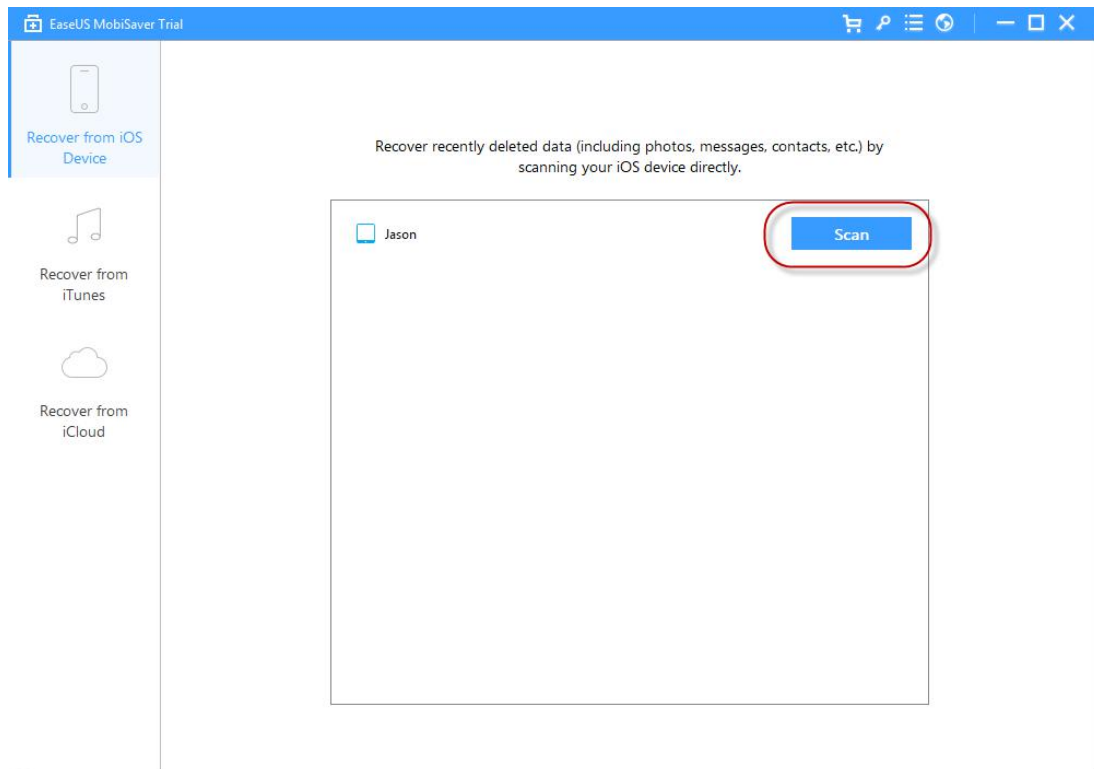 EaseUS MobiSaver Trial
Recover from iOS
Device
Recover from
iTunes
Recover from
iCloud
Recover recently deleted data (including photos, messages, contacts, etc.) by
scanning your iOS device directly.
Jason
Scan